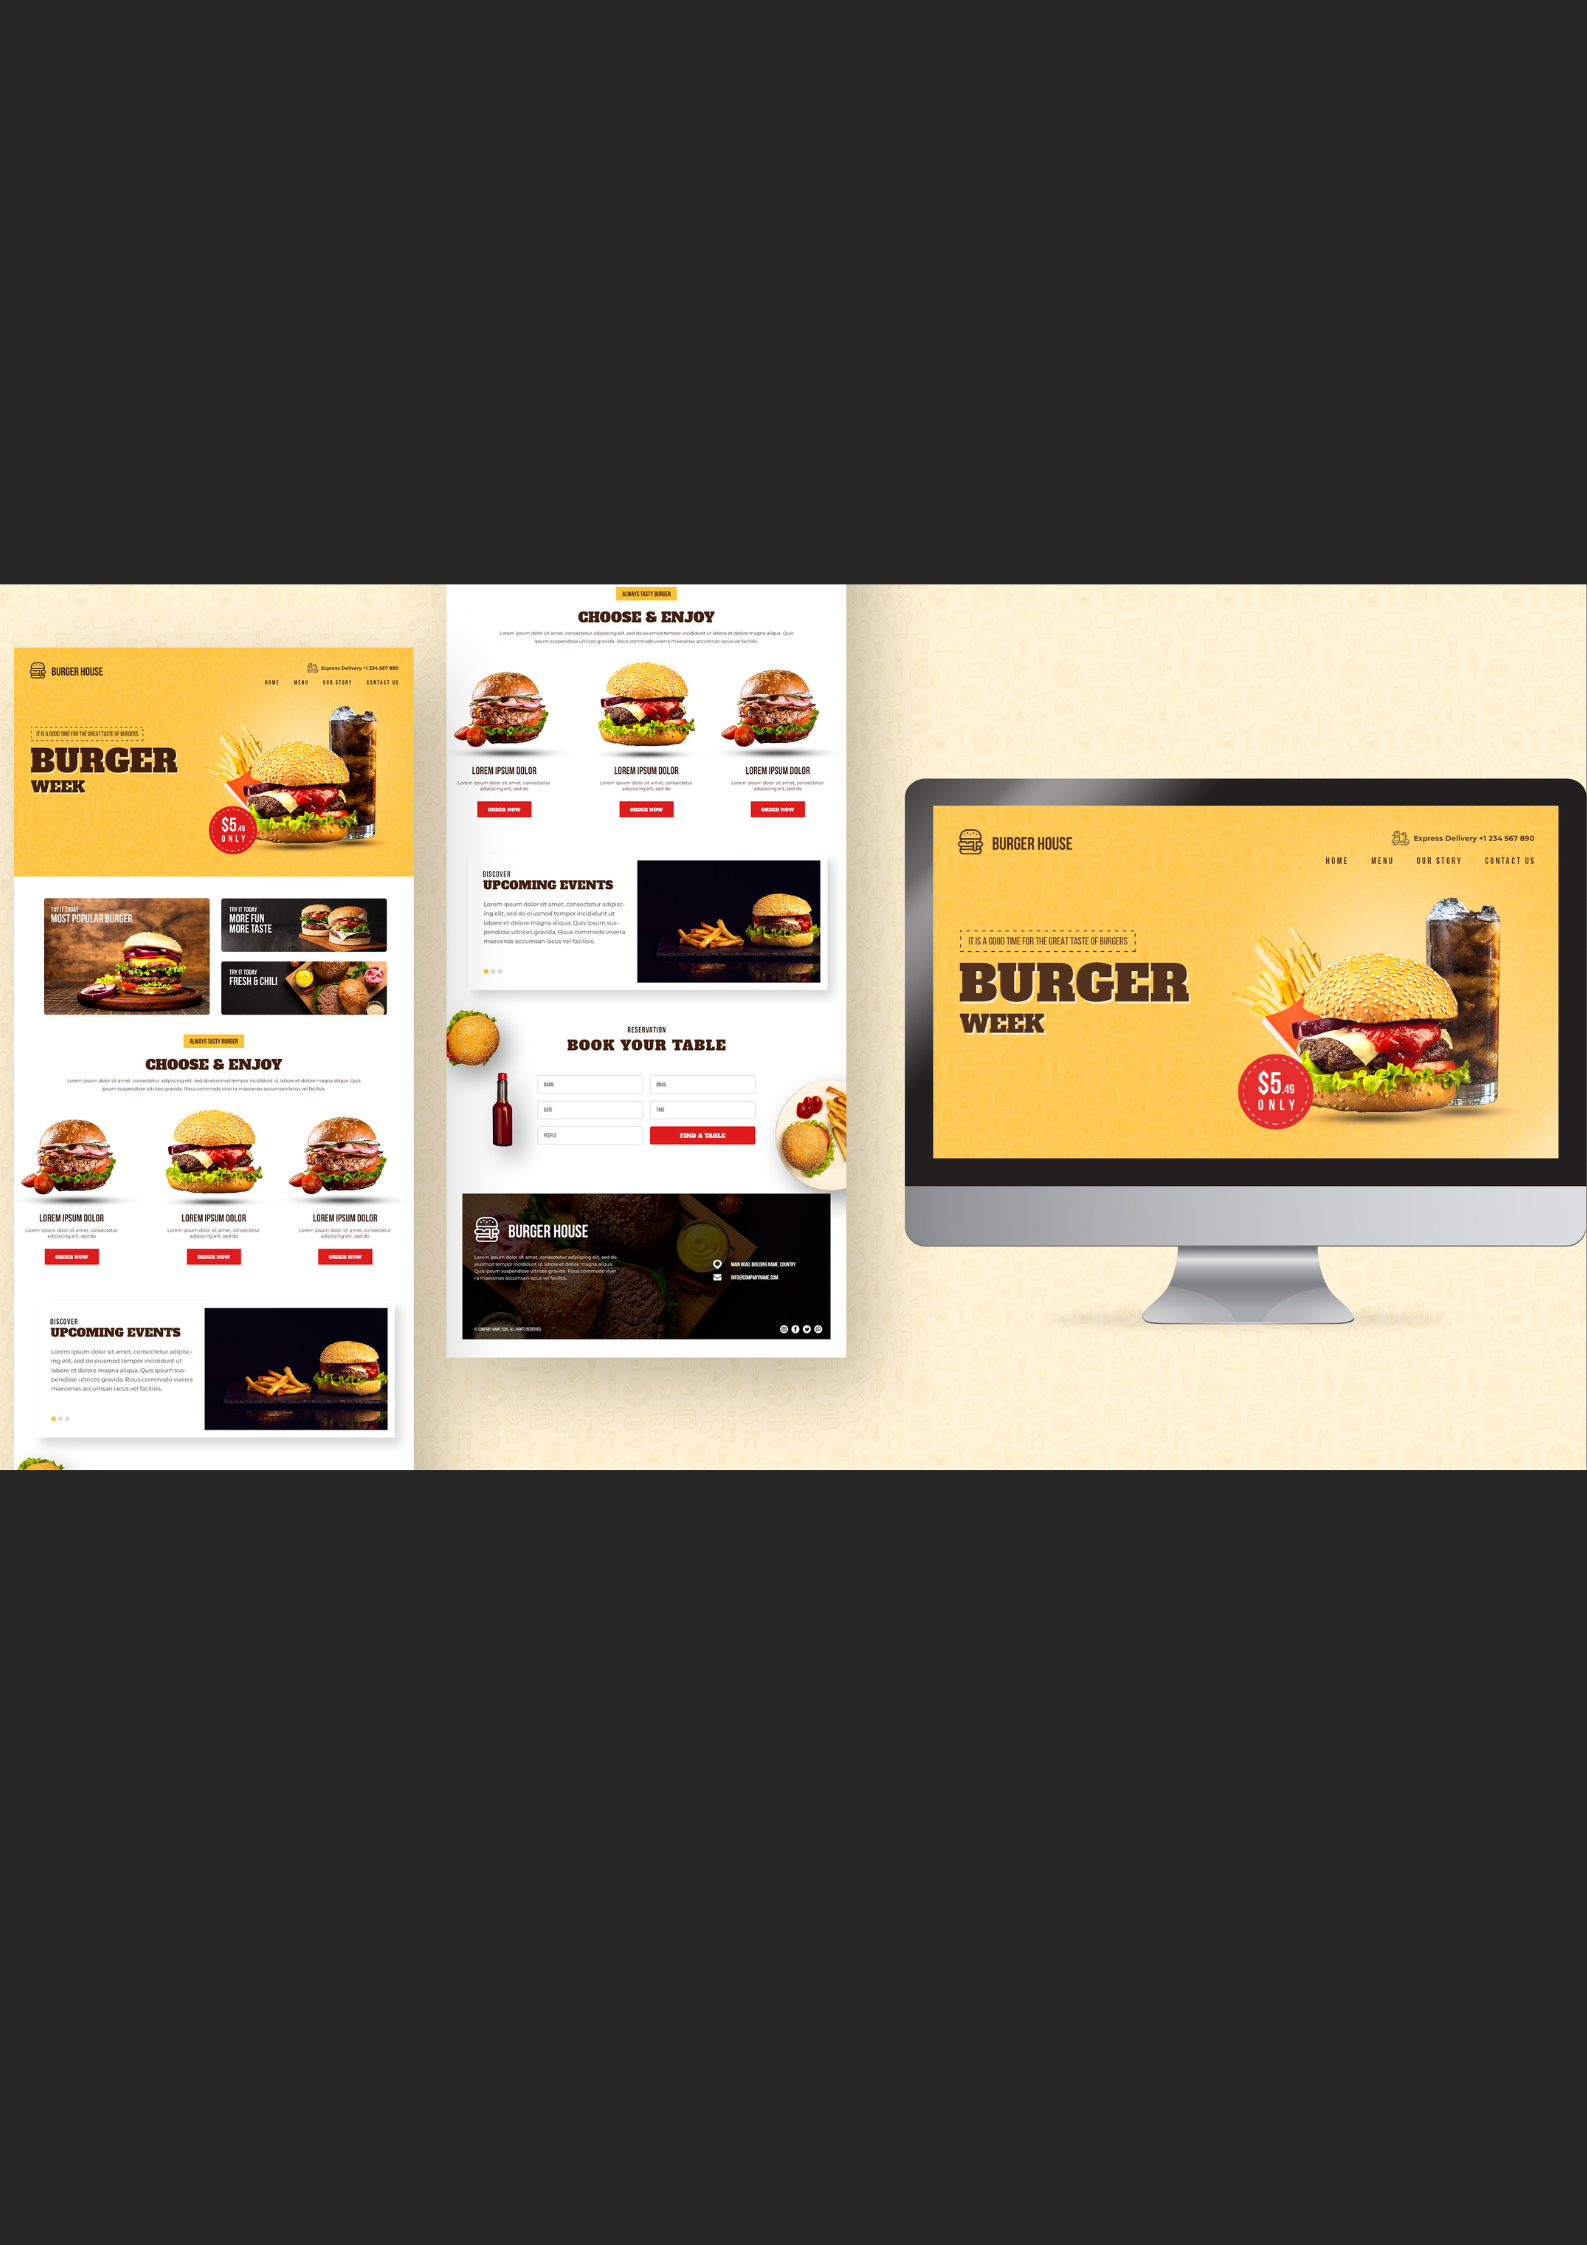 BURGER HOUSE
Express Delivery +1 234 567 890
HOME MENU OUR STORY CONTACT US
IT IS A GOOD TIME FOR THE GREAT TASTE OF BURGERS
BURGER
WEEK
$5.49
ONLY
TRY IT TODAY
MOST POPULAR BURGER
TRY IT TODAY
MORE FUN
MORE TASTE
TRY IT TODAY
FRESH & CHILI
ALWAYS TASTY BURGER
CHOOSE & ENJOY
Lorem ipsum dolor sit amet, consectetur adipiscing elit, sed do eiusmod tempor incididunt ut labore et dolore magna aliqua. Quis
ipsum suspendisse ultrices gravida. Risus commodo viverra maecenas accumsan lacus vel facilisis.
LOREM IPSUM DOLOR LOREM IPSUM DOLOR LOREM IPSUM DOLOR
Lorem ipsum dolor sit amet, consectetur Lorem ipsum dolor sit amet, consectetur Lorem ipsum dolor sit amet, consectetur
adipiscing elit, sed do adipiscing elit, sed do adipiscing elit, sed do
ORDER NOW ORDER NOW ORDER NOW
DISCOVER
UPCOMING EVENTS
Lorem ipsum dolor sit amet, consectetur adipisc-
ing elit, sed do eiusmod tempor incididunt ut
labore et dolore magna aliqua. Quis ipsum sus-
pendisse ultrices gravida. Risus commodo viverra
maecenas accumsan lacus vel facilisis.
ALWAYS TASTY BURGER
CHOOSE & ENJOY
Lorem ipsum dolor sit amet, consectetur adipiscing elit, sed do eiusmod tempor incididunt ut labore et dolore magna aliqua. Quis
ipsum suspendisse ultrices gravida. Risus commodo viverra maecenas accumsan lacus vel facilisis.
LOREM IPSUM DOLOR LOREM IPSUM DOLOR LOREM IPSUM DOLOR
Lorem ipsum dolor sit amet, consectetur Lorem ipsum dolor sit amet, consectetur Lorem ipsum dolor sit amet, consectetur
adipiscing elit, sed do adipiscing elit, sed do adipiscing elit, sed do
ORDER NOW ORDER NOW ORDER NOW
DISCOVER
UPCOMING EVENTS
Lorem ipsum dolor sit amet, consectetur adipisc-
ing elit, sed do eiusmod tempor incididunt ut
labore et dolore magna aliqua. Quis ipsum sus-
pendisse ultrices gravida. Risus commodo viverra
maecenas accumsan lacus vel facilisis.
RESERVATION
BOOK YOUR TABLE
NAME EMAIL
DATE TIME
PEOPLE FIND A TABLE
BURGER HOUSE
Lorem ipsum dolor sit amet, consectetur adipiscing elit, sed do
eiusmod tempor incididunt ut labore et dolore magna aliqua.
Quis ipsum suspendisse ultrices gravida. Risus commodo viver
ra maecenas accumsan lacus vel facilisis.
MAIN ROAD, BUILDING NAME, COUNTRY
INFO@COMPANYNAME.COM
© COMPANY NAME 2020. ALL RIGHTS RESERVED.
BURGER HOUSE
Express Delivery +1 234 567 890
HOME MENU OUR STORY CONTACT US
IT IS A GOOD TIME FOR THE GREAT TASTE OF BURGERS
BURGER
WEEK
$5.49
ONLY